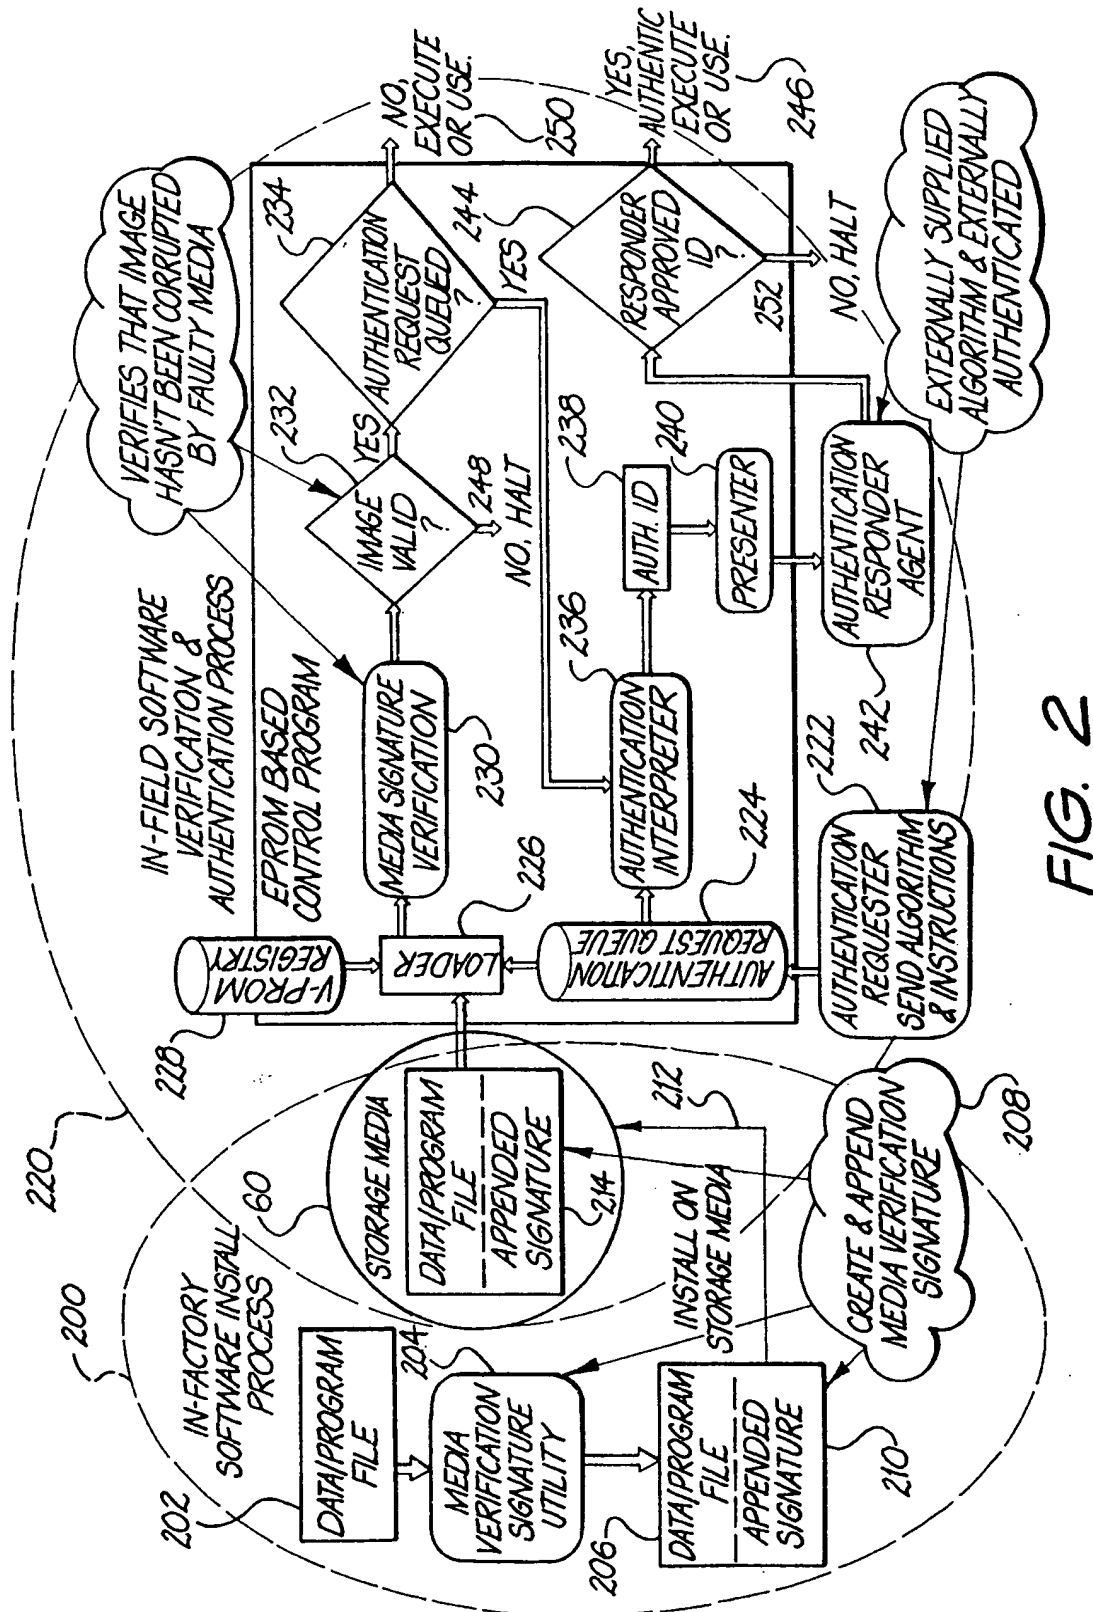 200
IN-FACTORY
SOFTWARE INSTALL
PROCESS
202
DATA/PROGRAM
FILE
204
MEDIA
VERIFICATION
SIGNATURE
UTILITY
206
DATA/PROGRAM
FILE
APPENDED
SIGNATURE
210
INSTALL ON
STORAGE MEDIA
212
CREATE & APPEND
MEDIA VERIFICATION
SIGNATURE
208
220
60
STORAGE MEDIA
DATA/PROGRAM
FILE
APPENDED
SIGNATURE
214
IN-FIELD SOFTWARE
VERIFICATION &
AUTHENTICATION PROCESS
228
V-PROM
REGISTRY
EPROM BASED
CONTROL PROGRAM
LOADER
226
AUTHENTICATION
REQUEST QUEUE
224
MEDIA SIGNATURE
VERIFICATION
230
VERIFIES THAT IMAGE
HASN'T BEEN CORRUPTED
BY FAULTY MEDIA
232
IMAGE
VALID
?
YES
248
NO, HALT
234
AUTHENTICATION
REQUEST
QUEUED
?
YES
NO,
EXECUTE
OR USE.
250
AUTHENTICATION
INTERPRETER
236
AUTH. ID
238
PRESENTER
240
244
RESPONDER
APPROVED
ID
?
YES,
AUTHENTIC
EXECUTE
OR USE.
246
252
NO, HALT
AUTHENTICATION
REQUESTER
SEND ALGORITHM
& INSTRUCTIONS
222
AUTHENTICATION
RESPONDER
AGENT
242
EXTERNALLY SUPPLIED
ALGORITHM & EXTERNALLY
AUTHENTICATED
FIG. 2